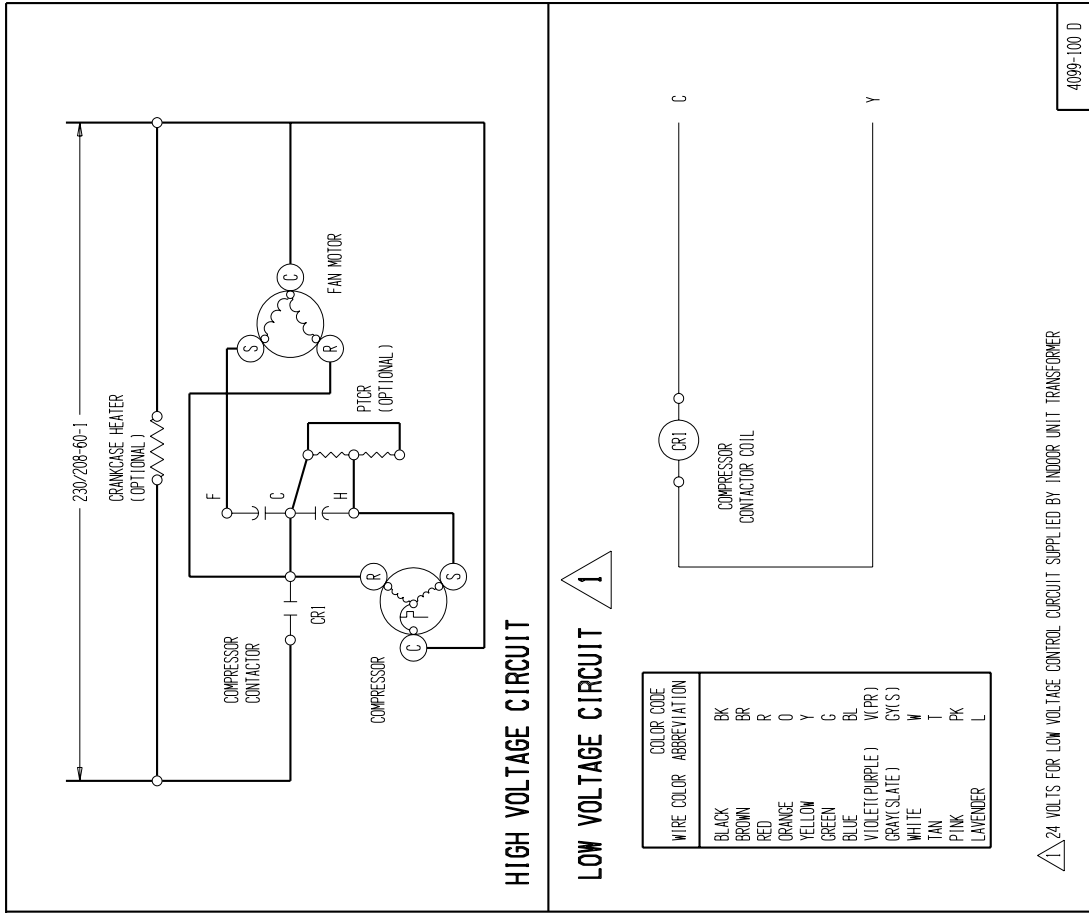 230/208-60-1
CRANKCASE HEATER
(OPTIONAL)
F
C
H
S
C
R
FAN MOTOR
PTCR
(OPTIONAL)
COMPRESSOR
CONTACTOR
CR1
R
S
C
COMPRESSOR
HIGH VOLTAGE CIRCUIT
LOW VOLTAGE CIRCUIT 1
CR1
COMPRESSOR
CONTACTOR COIL
C
Y
WIRE COLOR COLOR CODE ABBREVIATION
BLACK BK
BROWN BR
RED R
ORANGE O
YELLOW Y
GREEN G
BLUE BL
VIOLET(PURPLE) V(PR)
GRAY(SLATE) GY(S)
WHITE W
TAN T
PINK PK
LAVENDER L
1 24 VOLTS FOR LOW VOLTAGE CONTROL CURCUIT SUPPLIED BY INDOOR UNIT TRANSFORMER
4099-100 D